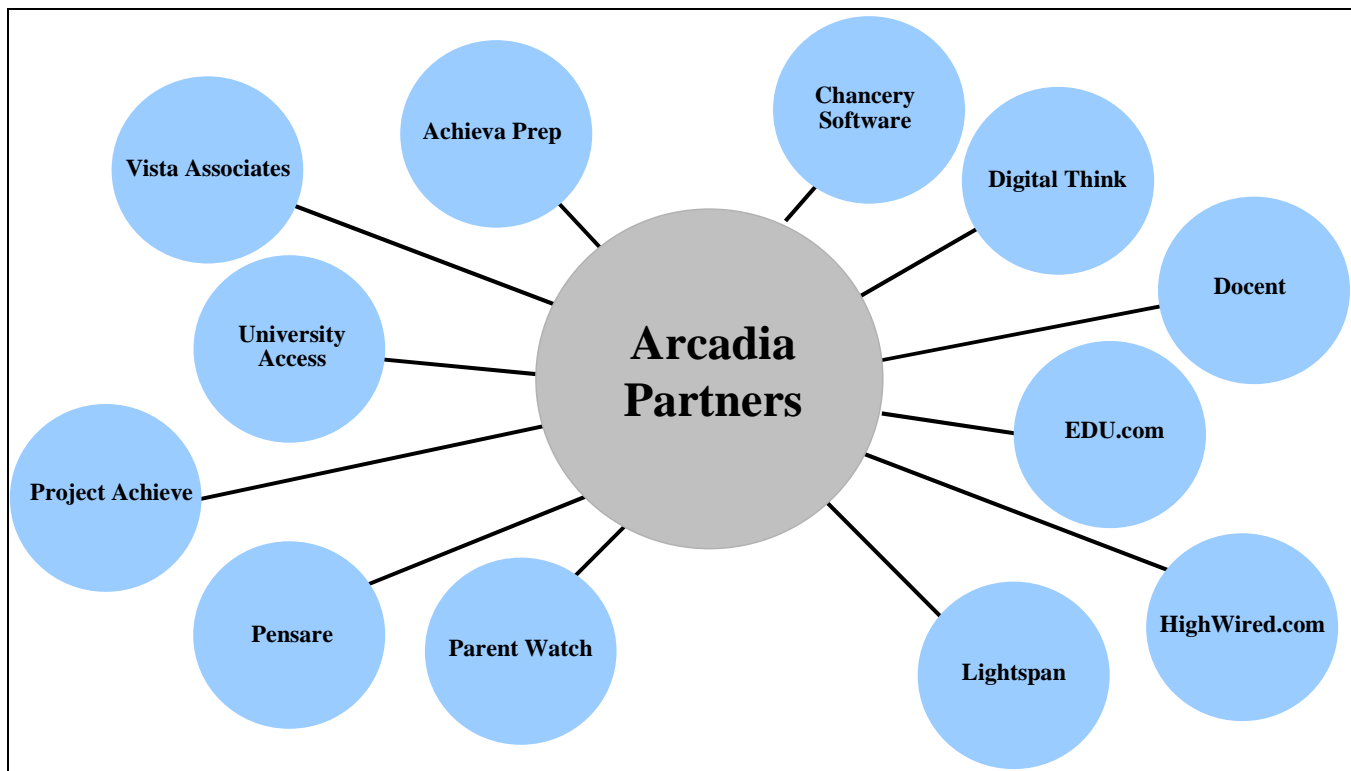 Chancery
Software
Achieva Prep
Vista Associates
Digital Think
Docent
University
Access
Arcadia
Partners
EDU.com
Project Achieve
HighWired.com
Pensare
Parent Watch
Lightspan